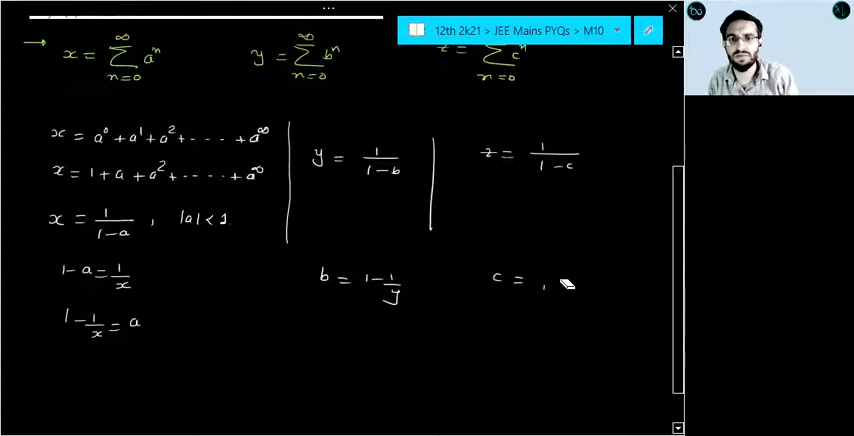 12th 2k21 > JEE Mains PYQs > M10
→ x = ∑_{n=0}^{∞} a^n
y = ∑_{n=0}^{∞} b^n
z = ∑_{n=0}^{∞} c^n
x = a^0 + a^1 + a^2 + ---- + a^∞
x = 1 + a + a^2 + ---- + a^∞
x = 1/(1-a) , |a| < 1.
1-a = 1/x
1 - 1/x = a
y = 1/(1-b)
b = 1 - 1/y
z = 1/(1-c)
c = 1